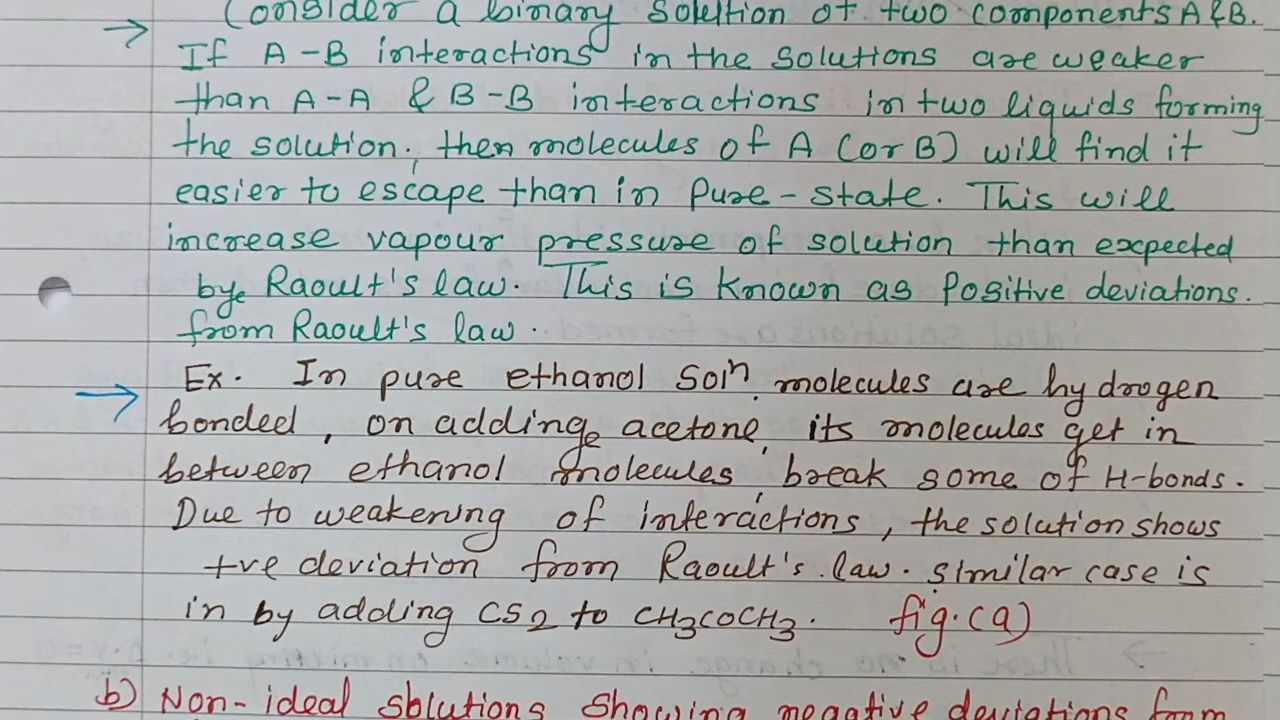 → Consider a binary solution of two components A & B.
If A-B interactions in the solutions are weaker
than A-A & B-B interactions in two liquids forming
the solution, then molecules of A (or B) will find it
easier to escape than in Pure-state. This will
increase vapour pressure of solution than expected
by Raoult's law. This is known as Positive deviations.
from Raoult's law.
→ Ex. In pure ethanol Solⁿ, molecules are hydrogen
bonded, on adding acetone, its molecules get in
between ethanol molecules, break some of H-bonds.
Due to weakening of interactions, the solution shows
+ve deviation from Raoult's law. similar case is
in by adding CS2 to CH3COCH3. fig.(a)
b) Non-ideal solutions showing negative deviations from